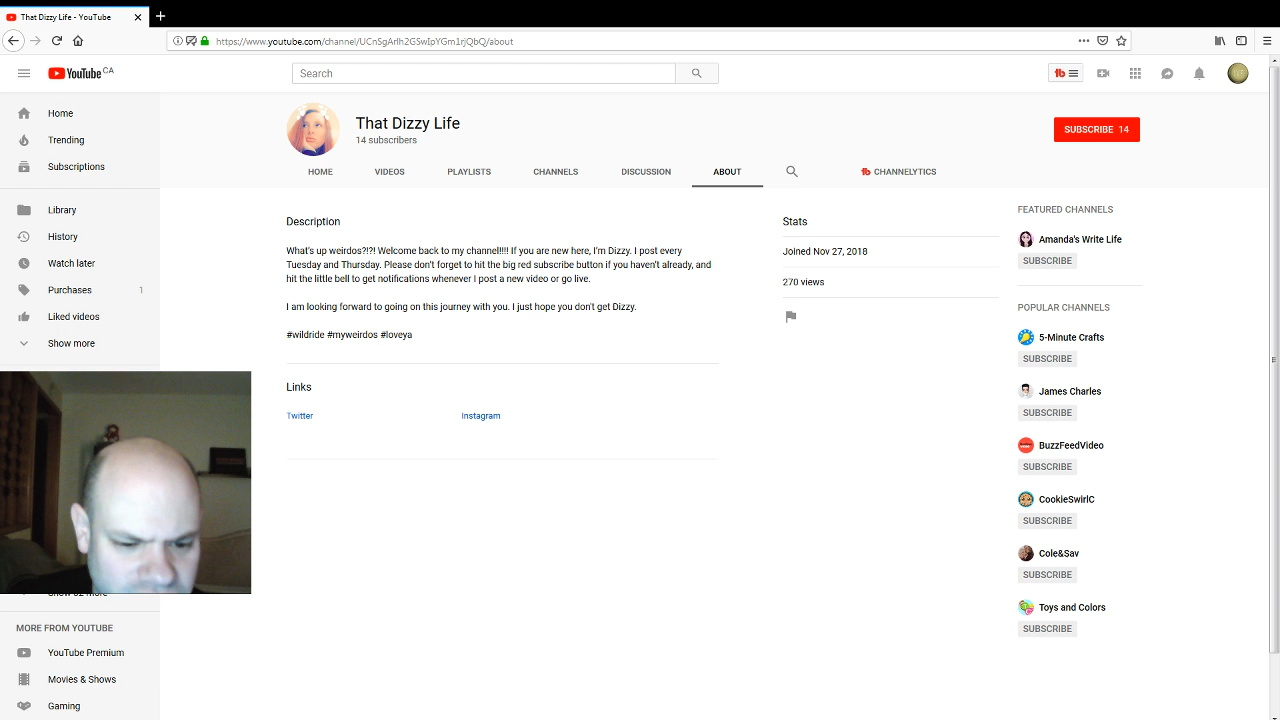 That Dizzy Life - YouTube
https://www.youtube.com/channel/UCnSgArlh2GSwIpYGm1rjQbQ/about
YouTube CA
Search
Home
Trending
Subscriptions
Library
History
Watch later
Purchases 1
Liked videos
Show more
MORE FROM YOUTUBE
YouTube Premium
Movies & Shows
Gaming
That Dizzy Life
14 subscribers
SUBSCRIBE 14
HOME VIDEOS PLAYLISTS CHANNELS DISCUSSION ABOUT CHANNELYTICS
Description
What's up weirdos?!?! Welcome back to my channel!!!! If you are new here, I'm Dizzy. I post every
Tuesday and Thursday. Please don't forget to hit the big red subscribe button if you haven't already, and
hit the little bell to get notifications whenever I post a new video or go live.
I am looking forward to going on this journey with you. I just hope you don't get Dizzy.
#wildride #myweirdos #loveya
Links
Twitter Instagram
Stats
Joined Nov 27, 2018
270 views
FEATURED CHANNELS
Amanda's Write Life
SUBSCRIBE
POPULAR CHANNELS
5-Minute Crafts
SUBSCRIBE
James Charles
SUBSCRIBE
BuzzFeedVideo
SUBSCRIBE
CookieSwirlC
SUBSCRIBE
Cole&Sav
SUBSCRIBE
Toys and Colors
SUBSCRIBE